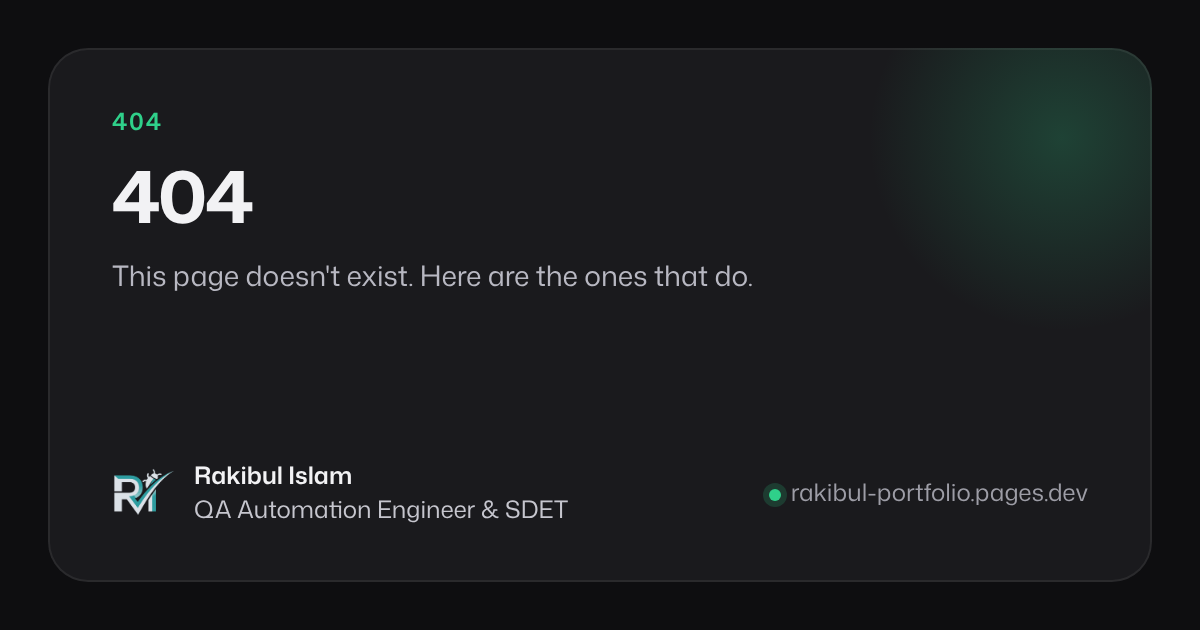 404
404
This page doesn't exist. Here are the ones that do.
Rakibul Islam
QA Automation Engineer & SDET
rakibul-portfolio.pages.dev